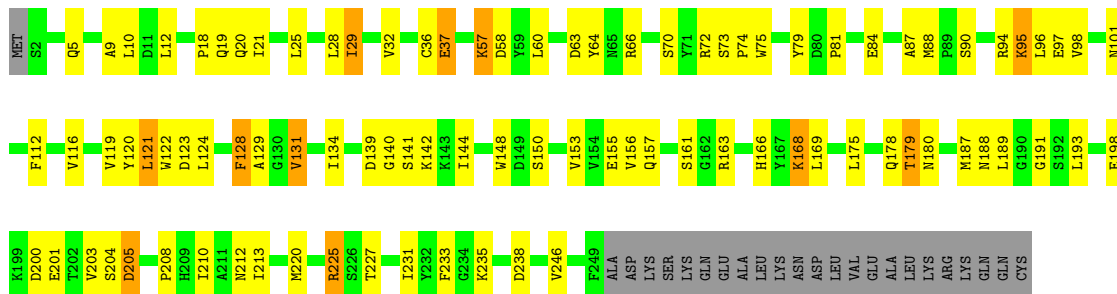 MET S2 Q5 A9 L10 D11 L12 P18 Q19 Q20 I21 L25 L28 I29 V32 C36 E37 K57 D58 Y59 L60 D63 Y64 N65 R66 S70 Y71 R72 S73 P74 W75 Y79 D80 P81 E84 A87 M88 P89 S90 R94 K95 L96 E97 V98 N101
F112 V116 V119 Y120 L121 W122 D123 L124 F128 A129 G130 V131 I134 D139 G140 S141 K142 K143 I144 W148 D149 S150 V153 V154 E155 V156 Q157 S161 G162 R163 H166 Y167 K168 L169 L175 Q178 T179 N180 M187 N188 L189 G190 G191 S192 L193 E198
K199 D200 E201 T202 V203 S204 D205 P208 H209 I210 A211 N212 I213 M220 R225 S226 T227 I231 Y232 F233 G234 K235 D238 V246 F249 ALA ASP LYS SER LYS GLN GLU ALA LEU LYS ASN ASP LEU VAL GLU ALA LEU LYS ARG LYS GLN GLN CYS